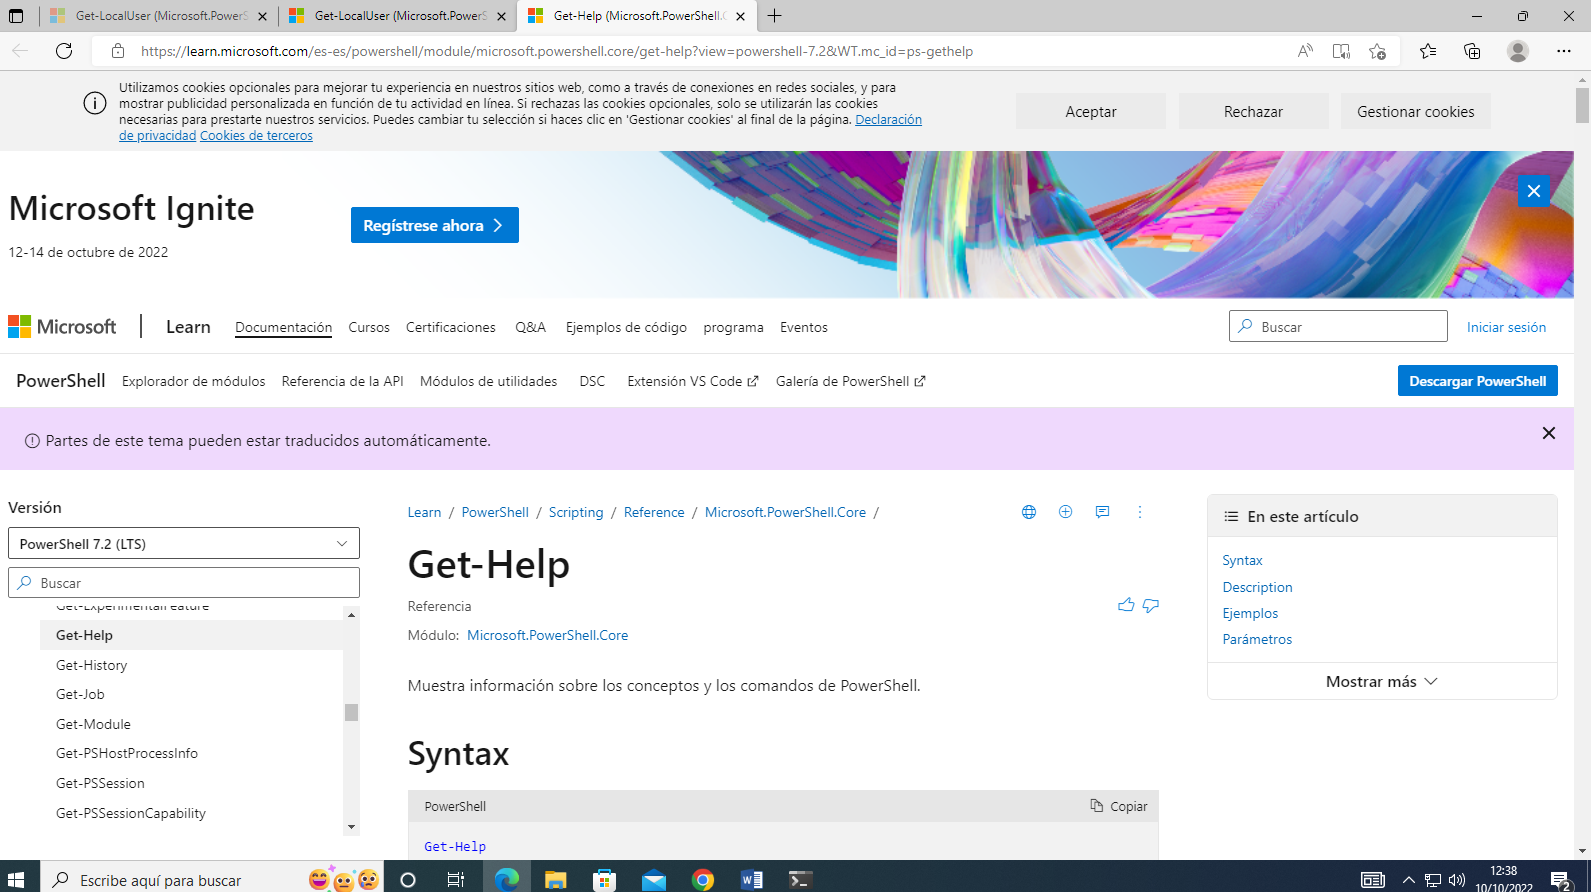 Get-LocalUser (Microsoft.PowerS
Get-LocalUser (Microsoft.PowerS
Get-Help (Microsoft.PowerShell.C
https://learn.microsoft.com/es-es/powershell/module/microsoft.powershell.core/get-help?view=powershell-7.2&WT.mc_id=ps-gethelp
Utilizamos cookies opcionales para mejorar tu experiencia en nuestros sitios web, como a través de conexiones en redes sociales, y para
mostrar publicidad personalizada en función de tu actividad en línea. Si rechazas las cookies opcionales, solo se utilizarán las cookies
necesarias para prestarte nuestros servicios. Puedes cambiar tu selección si haces clic en 'Gestionar cookies' al final de la página. Declaración
de privacidad Cookies de terceros
Aceptar
Rechazar
Gestionar cookies
Microsoft Ignite
12-14 de octubre de 2022
Regístrese ahora
Microsoft
Learn
Documentación
Cursos
Certificaciones
Q&A
Ejemplos de código
programa
Eventos
Buscar
Iniciar sesión
PowerShell
Explorador de módulos
Referencia de la API
Módulos de utilidades
DSC
Extensión VS Code
Galería de PowerShell
Descargar PowerShell
Partes de este tema pueden estar traducidos automáticamente.
Versión
PowerShell 7.2 (LTS)
Buscar
Get-ExperimentalFeature
Get-Help
Get-History
Get-Job
Get-Module
Get-PSHostProcessInfo
Get-PSSession
Get-PSSessionCapability
Learn / PowerShell / Scripting / Reference / Microsoft.PowerShell.Core /
Get-Help
Referencia
Módulo: Microsoft.PowerShell.Core
Muestra información sobre los conceptos y los comandos de PowerShell.
Syntax
PowerShell
Copiar
Get-Help
En este artículo
Syntax
Description
Ejemplos
Parámetros
Mostrar más
Escribe aquí para buscar
12:38
10/10/2022
2